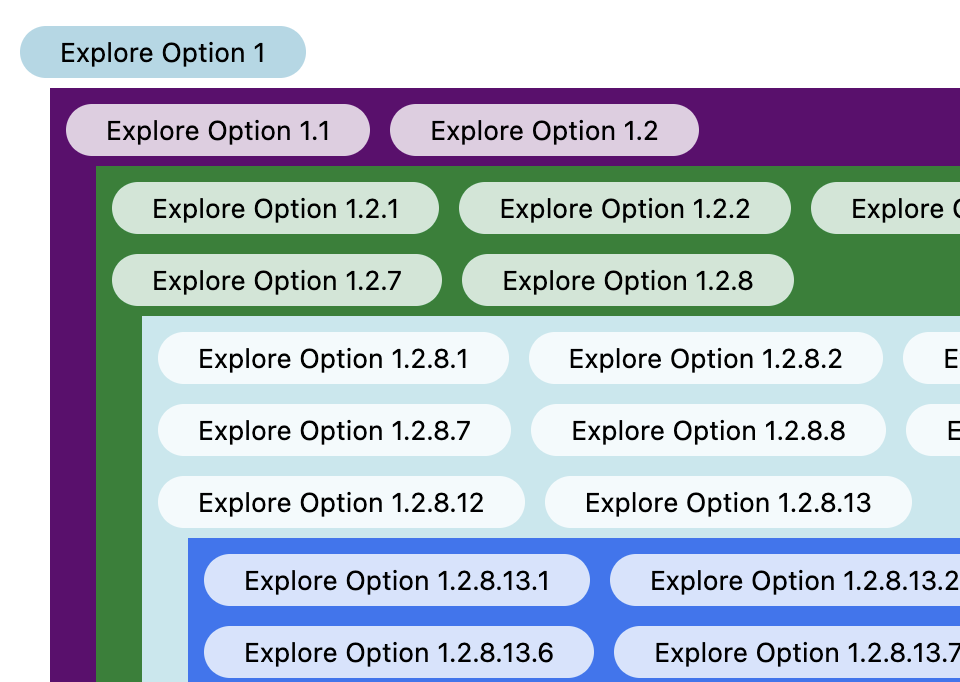 Explore Option 1
Explore Option 1.1 Explore Option 1.2
Explore Option 1.2.1 Explore Option 1.2.2 Explore
Explore Option 1.2.7 Explore Option 1.2.8
Explore Option 1.2.8.1 Explore Option 1.2.8.2
Explore Option 1.2.8.7 Explore Option 1.2.8.8
Explore Option 1.2.8.12 Explore Option 1.2.8.13
Explore Option 1.2.8.13.1 Explore Option 1.2.8.13.2
Explore Option 1.2.8.13.6 Explore Option 1.2.8.13.7